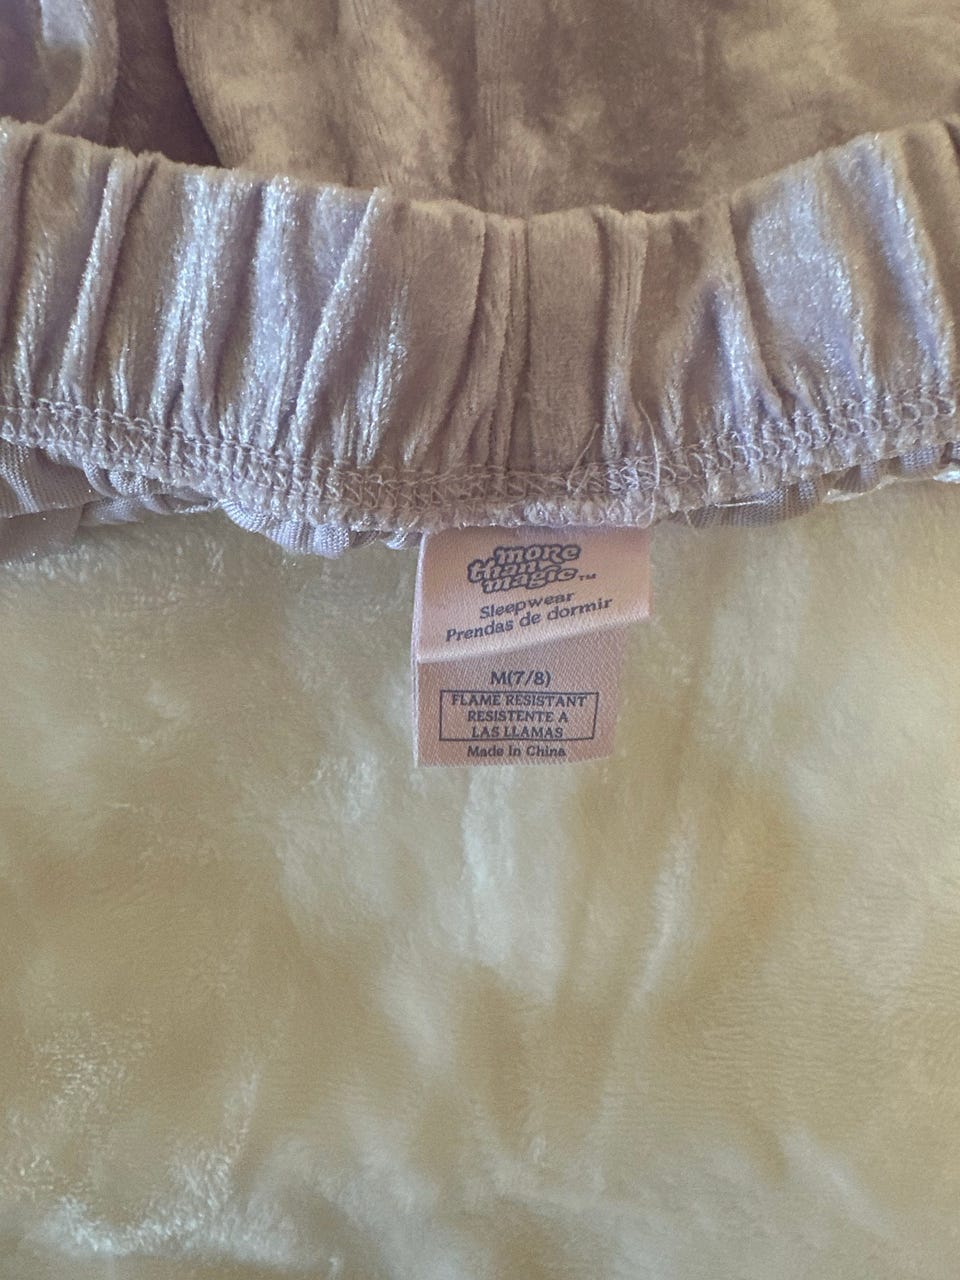 more
than
magic™
Sleepwear
Prendas de dormir
M(7/8)
FLAME RESISTANT
RESISTENTE A
LAS LLAMAS
Made in China